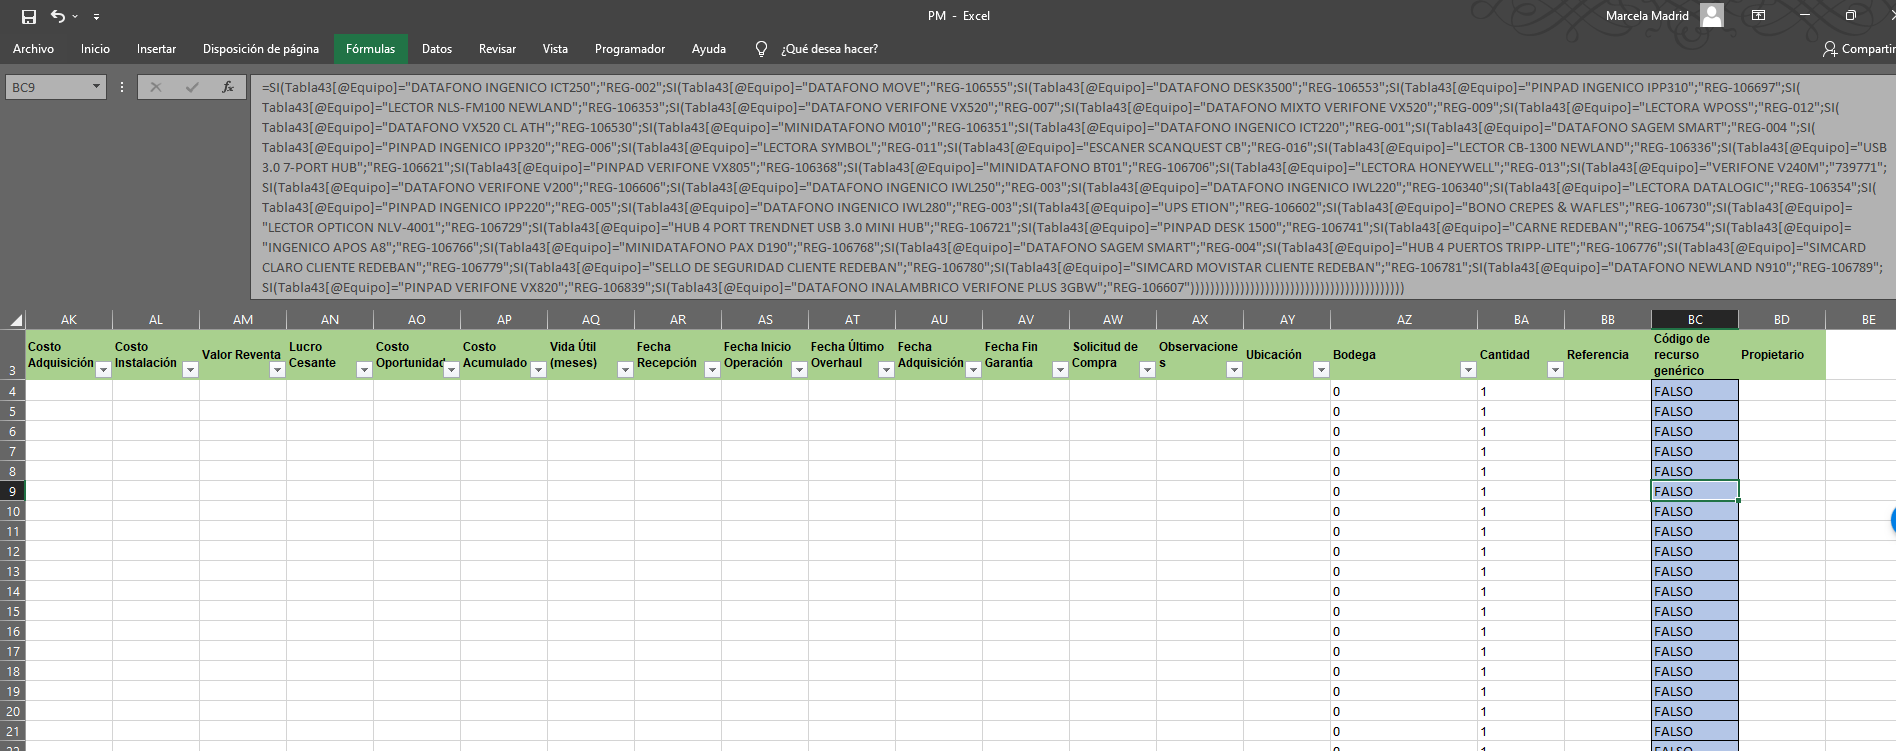 PM - Excel
Marcela Madrid
Archivo Inicio Insertar Disposición de página Fórmulas Datos Revisar Vista Programador Ayuda ¿Qué desea hacer? Compartir
BC9 fx
=SI(Tabla43[@Equipo]="DATAFONO INGENICO ICT250";"REG-002";SI(Tabla43[@Equipo]="DATAFONO MOVE";"REG-106555";SI(Tabla43[@Equipo]="DATAFONO DESK3500";"REG-106553";SI(Tabla43[@Equipo]="PINPAD INGENICO IPP310";"REG-106697";SI(
Tabla43[@Equipo]="LECTOR NLS-FM100 NEWLAND";"REG-106353";SI(Tabla43[@Equipo]="DATAFONO VERIFONE VX520";"REG-007";SI(Tabla43[@Equipo]="DATAFONO MIXTO VERIFONE VX520";"REG-009";SI(Tabla43[@Equipo]="LECTORA WPOSS";"REG-012";SI(
Tabla43[@Equipo]="DATAFONO VX520 CL ATH";"REG-106530";SI(Tabla43[@Equipo]="MINIDATAFONO M010";"REG-106351";SI(Tabla43[@Equipo]="DATAFONO INGENICO ICT220";"REG-001";SI(Tabla43[@Equipo]="DATAFONO SAGEM SMART";"REG-004 ";SI(
Tabla43[@Equipo]="PINPAD INGENICO IPP320";"REG-006";SI(Tabla43[@Equipo]="LECTORA SYMBOL";"REG-011";SI(Tabla43[@Equipo]="ESCANER SCANQUEST CB";"REG-016";SI(Tabla43[@Equipo]="LECTOR CB-1300 NEWLAND";"REG-106336";SI(Tabla43[@Equipo]="USB
3.0 7-PORT HUB";"REG-106621";SI(Tabla43[@Equipo]="PINPAD VERIFONE VX805";"REG-106368";SI(Tabla43[@Equipo]="MINIDATAFONO BT01";"REG-106706";SI(Tabla43[@Equipo]="LECTORA HONEYWELL";"REG-013";SI(Tabla43[@Equipo]="VERIFONE V240M";"739771";
SI(Tabla43[@Equipo]="DATAFONO VERIFONE V200";"REG-106606";SI(Tabla43[@Equipo]="DATAFONO INGENICO IWL250";"REG-003";SI(Tabla43[@Equipo]="DATAFONO INGENICO IWL220";"REG-106340";SI(Tabla43[@Equipo]="LECTORA DATALOGIC";"REG-106354";SI(
Tabla43[@Equipo]="PINPAD INGENICO IPP220";"REG-005";SI(Tabla43[@Equipo]="DATAFONO INGENICO IWL280";"REG-003";SI(Tabla43[@Equipo]="UPS ETION";"REG-106602";SI(Tabla43[@Equipo]="BONO CREPES & WAFLES";"REG-106730";SI(Tabla43[@Equipo]=
"LECTOR OPTICON NLV-4001";"REG-106729";SI(Tabla43[@Equipo]="HUB 4 PORT TRENDNET USB 3.0 MINI HUB";"REG-106721";SI(Tabla43[@Equipo]="PINPAD DESK 1500";"REG-106741";SI(Tabla43[@Equipo]="CARNE REDEBAN";"REG-106754";SI(Tabla43[@Equipo]=
"INGENICO APOS A8";"REG-106766";SI(Tabla43[@Equipo]="MINIDATAFONO PAX D190";"REG-106768";SI(Tabla43[@Equipo]="DATAFONO SAGEM SMART";"REG-004";SI(Tabla43[@Equipo]="HUB 4 PUERTOS TRIPP-LITE";"REG-106776";SI(Tabla43[@Equipo]="SIMCARD
CLARO CLIENTE REDEBAN";"REG-106779";SI(Tabla43[@Equipo]="SELLO DE SEGURIDAD CLIENTE REDEBAN";"REG-106780";SI(Tabla43[@Equipo]="SIMCARD MOVISTAR CLIENTE REDEBAN";"REG-106781";SI(Tabla43[@Equipo]="DATAFONO NEWLAND N910";"REG-106789";
SI(Tabla43[@Equipo]="PINPAD VERIFONE VX820";"REG-106839";SI(Tabla43[@Equipo]="DATAFONO INALAMBRICO VERIFONE PLUS 3GBW";"REG-106607")))))))))))))))))))))))))))))))))))))))))))
AK AL AM AN AO AP AQ AR AS AT AU AV AW AX AY AZ BA BB BC BD BE
3 Costo Adquisición Costo Instalación Valor Reventa Lucro Cesante Costo Oportunidad Costo Acumulado Vida Útil (meses) Fecha Recepción Fecha Inicio Operación Fecha Último Overhaul Fecha Adquisición Fecha Fin Garantía Solicitud de Compra Observaciones Ubicación Bodega Cantidad Referencia Código de recurso genérico Propietario
4 0 1 FALSO
5 0 1 FALSO
6 0 1 FALSO
7 0 1 FALSO
8 0 1 FALSO
9 0 1 FALSO
10 0 1 FALSO
11 0 1 FALSO
12 0 1 FALSO
13 0 1 FALSO
14 0 1 FALSO
15 0 1 FALSO
16 0 1 FALSO
17 0 1 FALSO
18 0 1 FALSO
19 0 1 FALSO
20 0 1 FALSO
21 0 1 FALSO